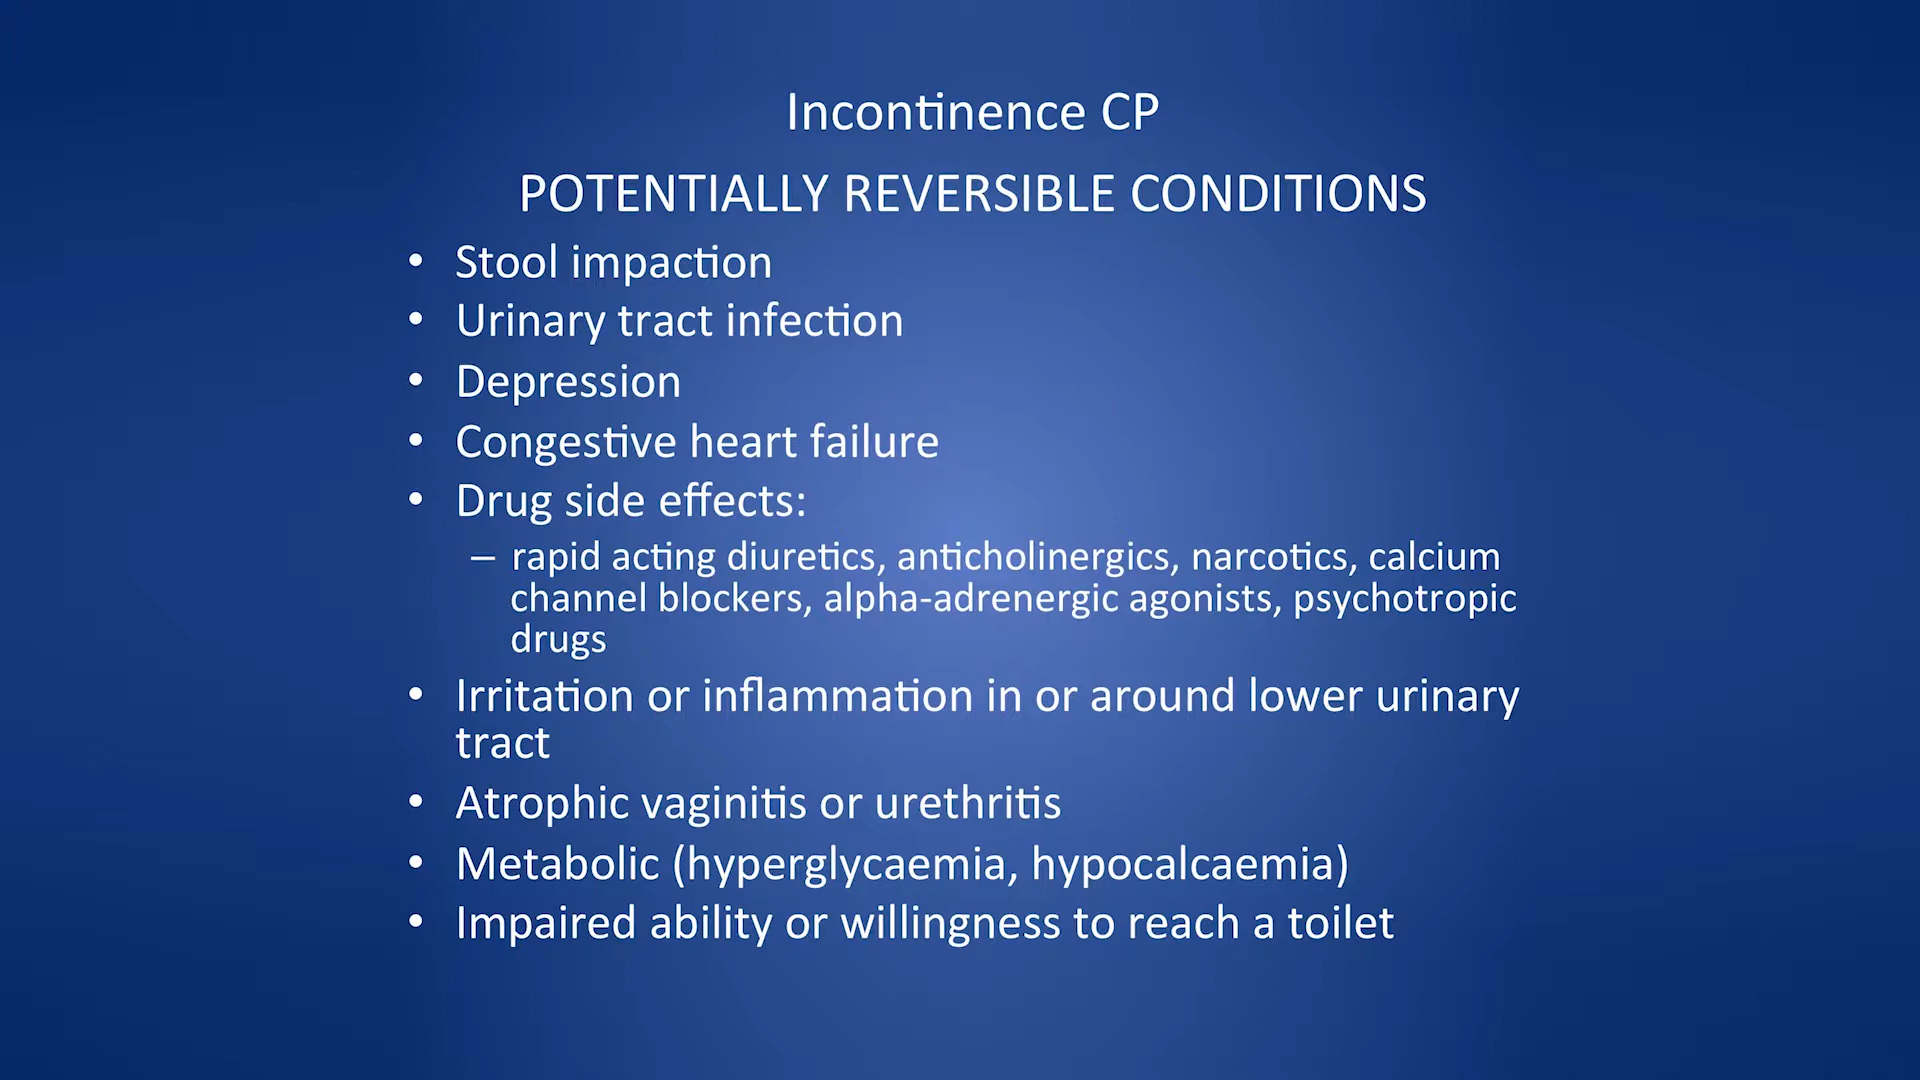 Incontinence CP
POTENTIALLY REVERSIBLE CONDITIONS
• Stool impaction
• Urinary tract infection
• Depression
• Congestive heart failure
• Drug side effects:
– rapid acting diuretics, anticholinergics, narcotics, calcium
channel blockers, alpha-adrenergic agonists, psychotropic
drugs
• Irritation or inflammation in or around lower urinary
tract
• Atrophic vaginitis or urethritis
• Metabolic (hyperglycaemia, hypocalcaemia)
• Impaired ability or willingness to reach a toilet